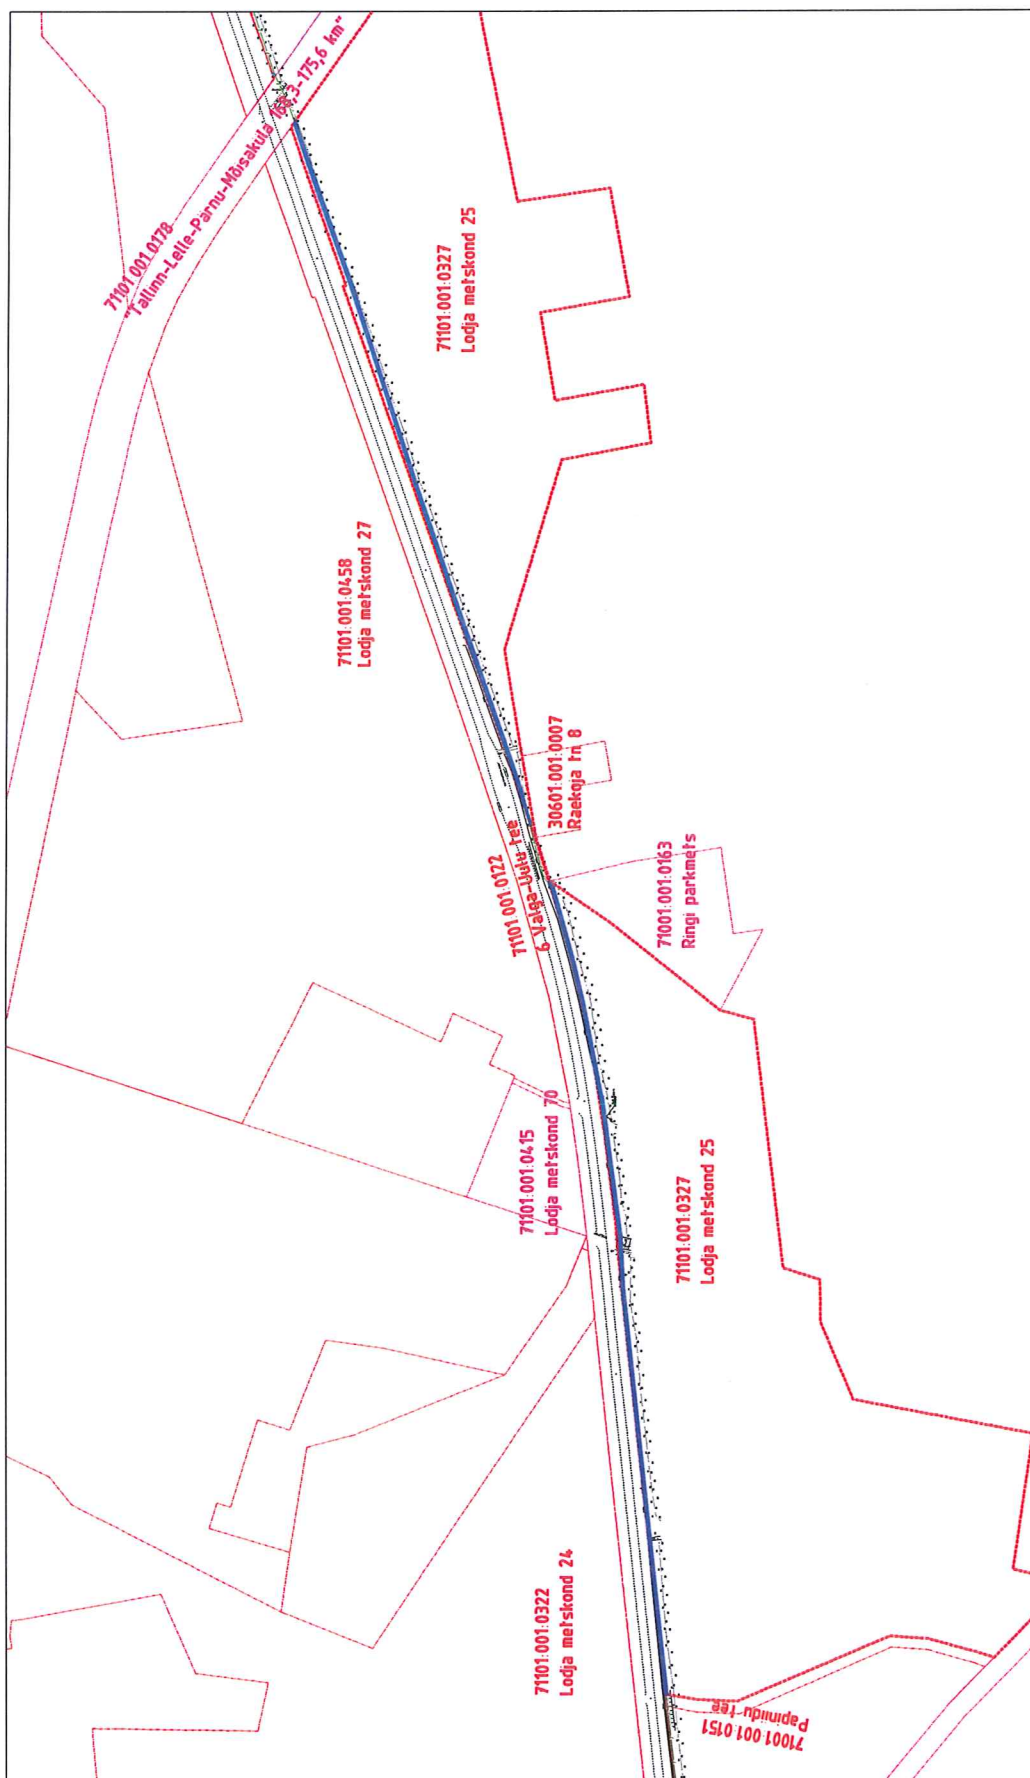 71101:001:0178
"Tallinn-Lelle-Pärnu-Mõisaküla 168,3-175,6 km"
71101:001:0327
Lodja metskond 25
71101:001:0458
Lodja metskond 27
30601:001:0007
Raekoja tn 8
71101:001:0122
6 Valga-Uulu tee
71001:001:0163
Ringi parkmets
71101:001:0415
Lodja metskond 70
71101:001:0327
Lodja metskond 25
71101:001:0322
Lodja metskond 24
71001:001:0151
Papiniidu tee